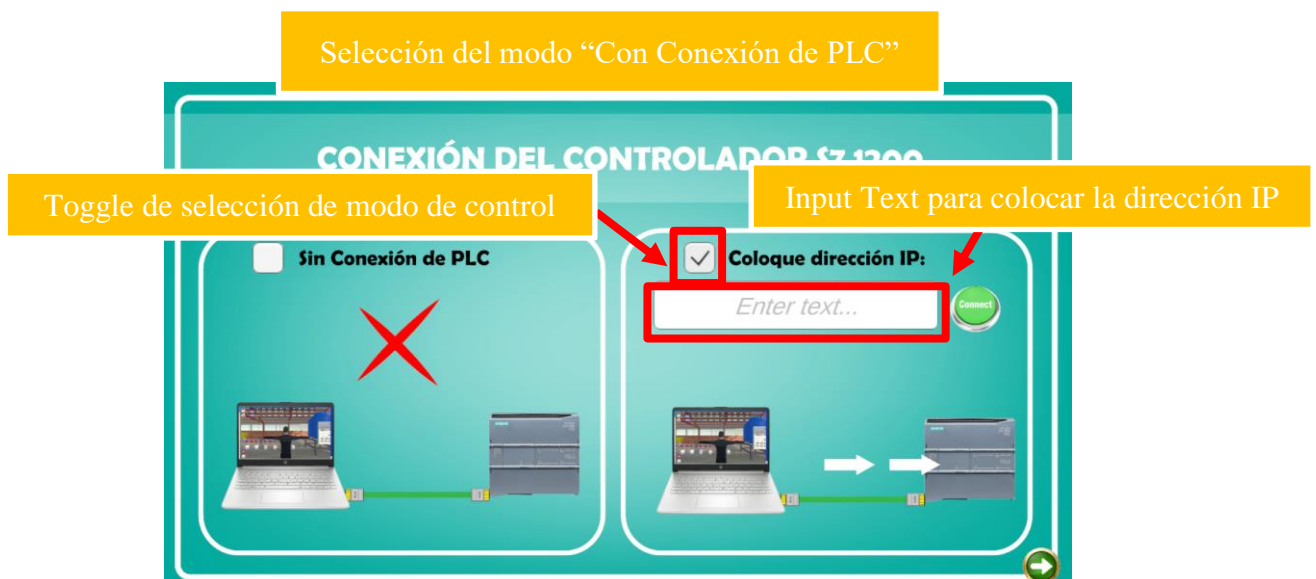 Selección del modo “Con Conexión de PLC”
CONEXIÓN DEL CONTROLADOR S7 1200
Toggle de selección de modo de control
Input Text para colocar la dirección IP
Sin Conexión de PLC
Coloque dirección IP:
Enter text...
Connect